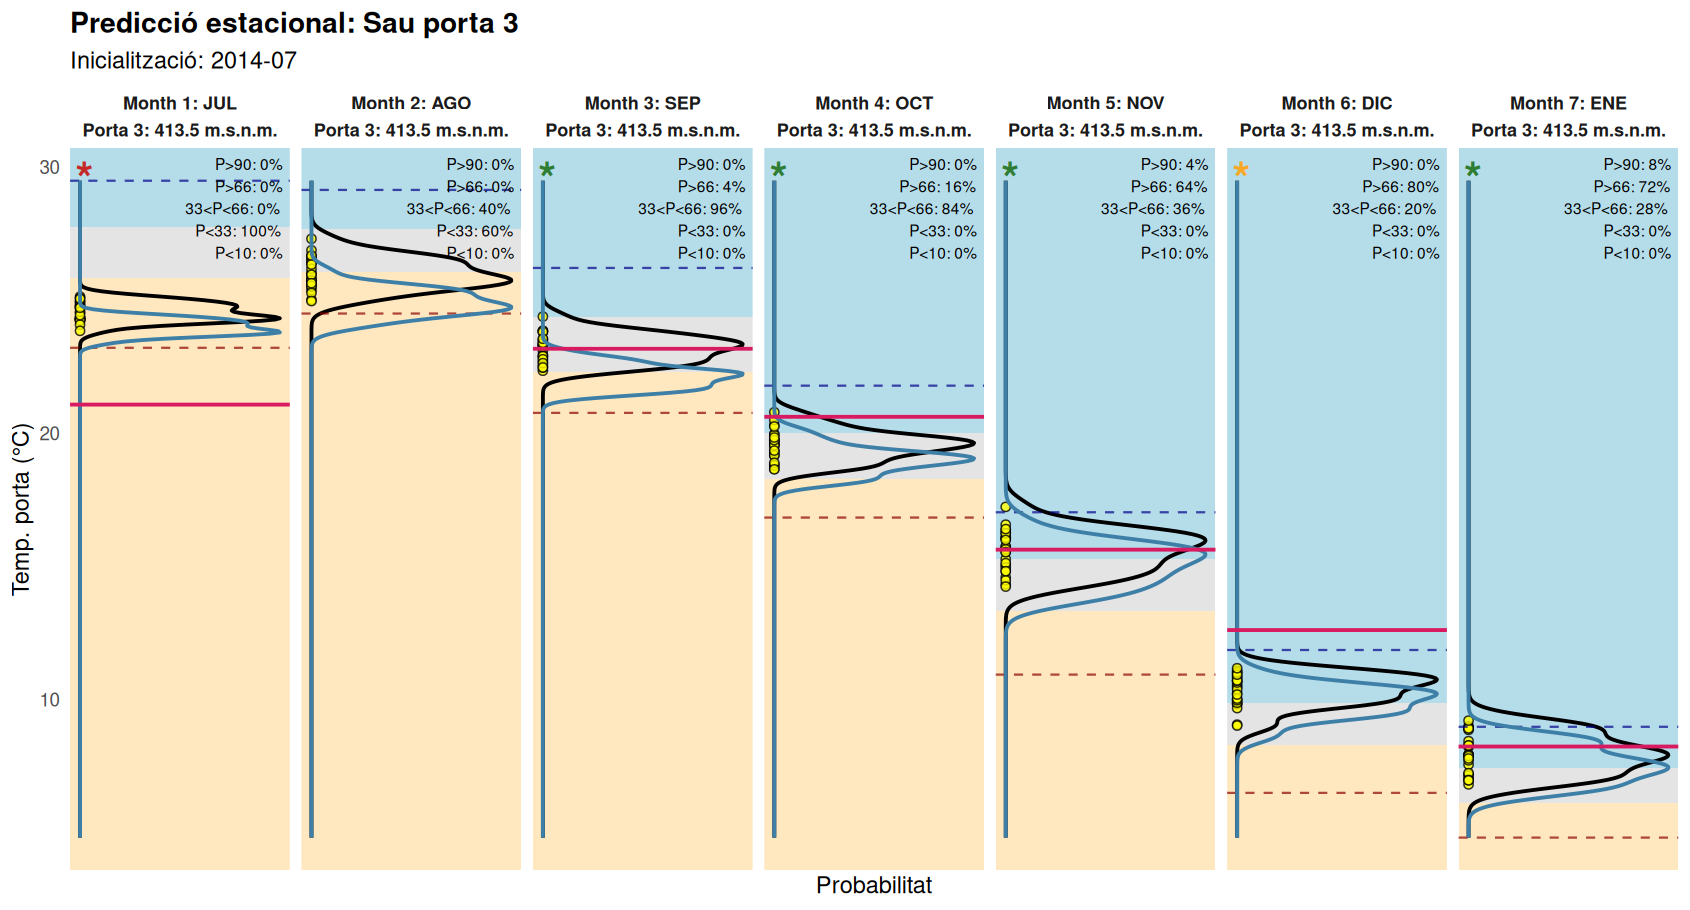 Predicció estacional: Sau porta 3
Inicialització: 2014-07
Month 1: JUL
Porta 3: 413.5 m.s.n.m.
Month 2: AGO
Porta 3: 413.5 m.s.n.m.
Month 3: SEP
Porta 3: 413.5 m.s.n.m.
Month 4: OCT
Porta 3: 413.5 m.s.n.m.
Month 5: NOV
Porta 3: 413.5 m.s.n.m.
Month 6: DIC
Porta 3: 413.5 m.s.n.m.
Month 7: ENE
Porta 3: 413.5 m.s.n.m.
Temp. porta (°C)
30
20
10
*
P>90: 0%
P>66: 0%
33<P<66: 0%
P<33: 100%
P<10: 0%
P>90: 0%
P>66: 0%
33<P<66: 40%
P<33: 60%
P<10: 0%
*
P>90: 0%
P>66: 4%
33<P<66: 96%
P<33: 0%
P<10: 0%
*
P>90: 0%
P>66: 16%
33<P<66: 84%
P<33: 0%
P<10: 0%
*
P>90: 4%
P>66: 64%
33<P<66: 36%
P<33: 0%
P<10: 0%
*
P>90: 0%
P>66: 80%
33<P<66: 20%
P<33: 0%
P<10: 0%
*
P>90: 8%
P>66: 72%
33<P<66: 28%
P<33: 0%
P<10: 0%
Probabilitat